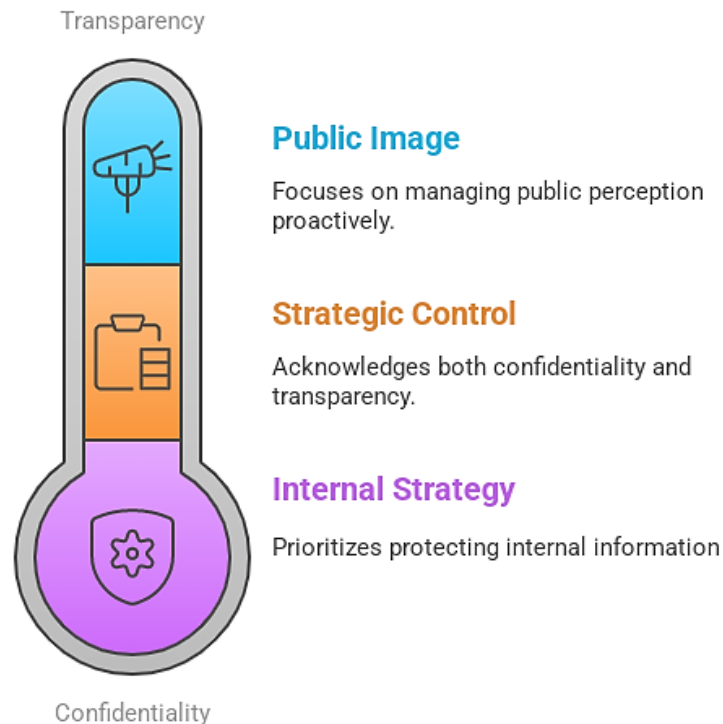 Transparency
Public Image
Focuses on managing public perception
proactively.
Strategic Control
Acknowledges both confidentiality and
transparency.
Internal Strategy
Prioritizes protecting internal information
Confidentiality